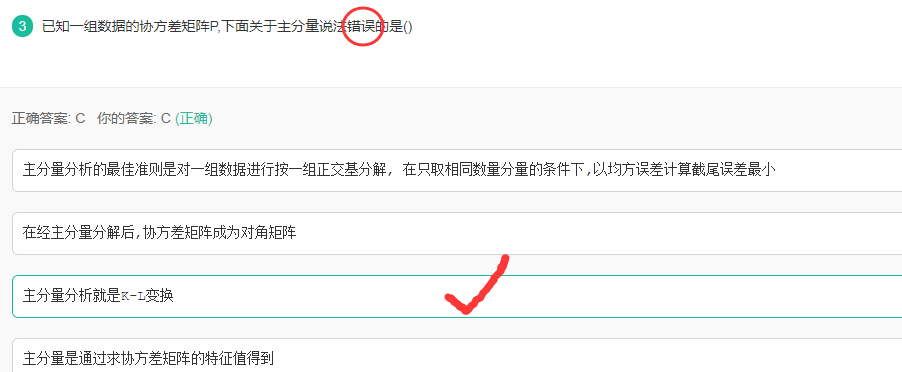 3 已知一组数据的协方差矩阵P,下面关于主分量说法错误的是()
正确答案: C 你的答案: C (正确)
主分量分析的最佳准则是对一组数据进行按一组正交基分解, 在只取相同数量分量的条件下,以均方误差计算截尾误差最小
在经主分量分解后,协方差矩阵成为对角矩阵
主分量分析就是K-L变换
主分量是通过求协方差矩阵的特征值得到